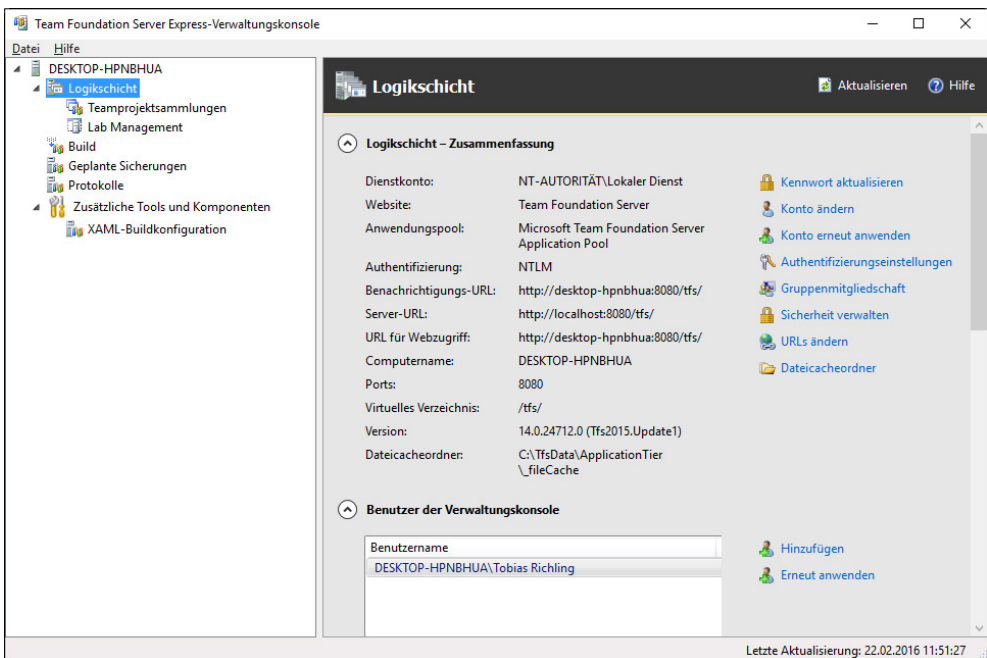 Team Foundation Server Express-Verwaltungskonsole
Datei Hilfe
DESKTOP-HPNBHUA
Logikschicht
Teamprojektsammlungen
Lab Management
Build
Geplante Sicherungen
Protokolle
Zusätzliche Tools und Komponenten
XAML-Buildkonfiguration
Logikschicht
Aktualisieren
Hilfe
Logikschicht – Zusammenfassung
Dienstkonto: NT-AUTORITÄT\Lokaler Dienst
Website: Team Foundation Server
Anwendungspool: Microsoft Team Foundation Server
Application Pool
Authentifizierung: NTLM
Benachrichtigungs-URL: http://desktop-hpnbhua:8080/tfs/
Server-URL: http://localhost:8080/tfs/
URL für Webzugriff: http://desktop-hpnbhua:8080/tfs/
Computername: DESKTOP-HPNBHUA
Ports: 8080
Virtuelles Verzeichnis: /tfs/
Version: 14.0.24712.0 (Tfs2015.Update1)
Dateicacheordner: C:\TfsData\ApplicationTier
\_fileCache
Kennwort aktualisieren
Konto ändern
Konto erneut anwenden
Authentifizierungseinstellungen
Gruppenmitgliedschaft
Sicherheit verwalten
URLs ändern
Dateicacheordner
Benutzer der Verwaltungskonsole
Benutzername
DESKTOP-HPNBHUA\Tobias Richling
Hinzufügen
Erneut anwenden
Letzte Aktualisierung: 22.02.2016 11:51:27